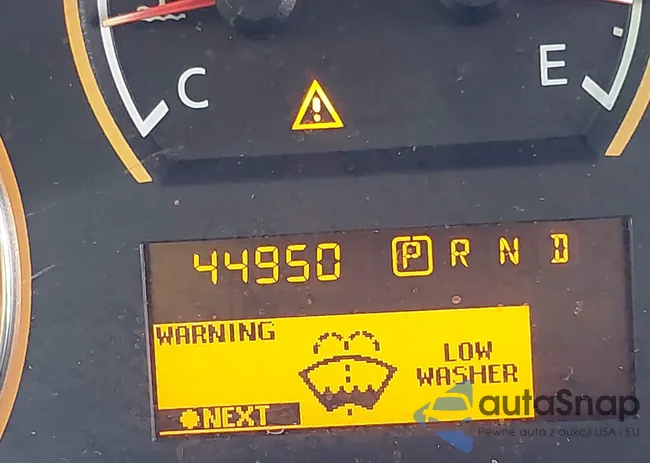 C
E
44950 P R N D
WARNING
LOW
WASHER
NEXT
autaSnap
Pewne auta z aukcji USA - EU